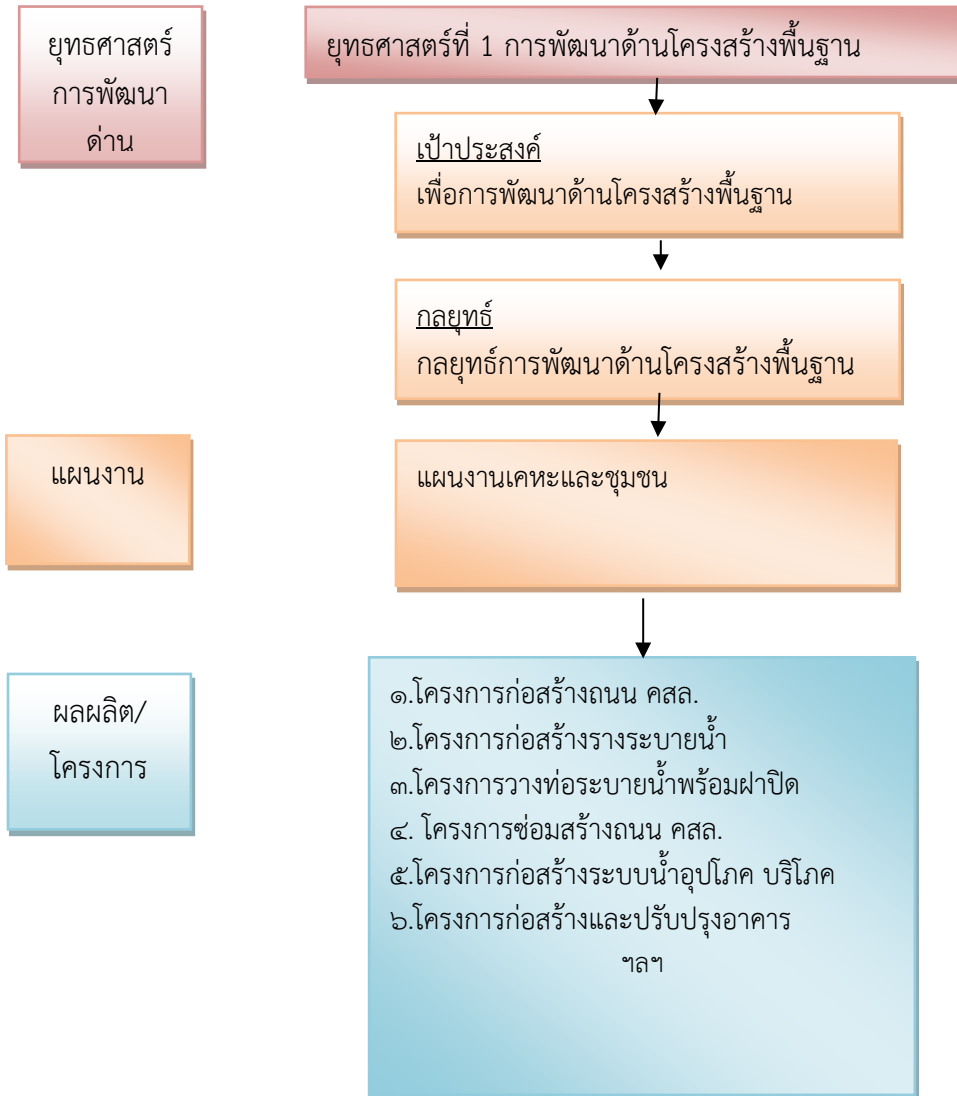 ยุทธศาสตร์
การพัฒนา
ด่าน
ยุทธศาสตร์ที่ 1 การพัฒนาด้านโครงสร้างพื้นฐาน
เป้าประสงค์
เพื่อการพัฒนาด้านโครงสร้างพื้นฐาน
กลยุทธ์
กลยุทธ์การพัฒนาด้านโครงสร้างพื้นฐาน
แผนงาน
แผนงานเคหะและชุมชน
ผลผลิต/
โครงการ
๑.โครงการก่อสร้างถนน คสล.
๒.โครงการก่อสร้างรางระบายน้ำ
๓.โครงการวางท่อระบายน้ำพร้อมฝาปิด
๔. โครงการซ่อมสร้างถนน คสล.
๕.โครงการก่อสร้างระบบน้ำอุปโภค บริโภค
๖.โครงการก่อสร้างและปรับปรุงอาคาร
ฯลฯ